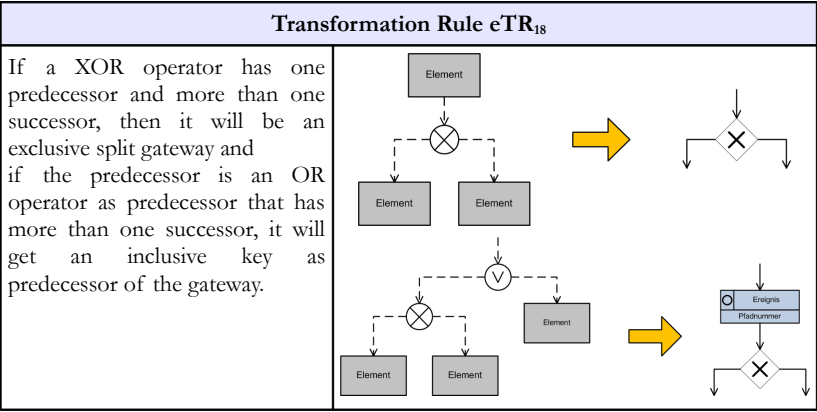 Transformation Rule eTR18
If a XOR operator has one
predecessor and more than one
successor, then it will be an
exclusive split gateway and
if the predecessor is an OR
operator as predecessor that has
more than one successor, it will
get an inclusive key as
predecessor of the gateway.
Element
Element
Element
V
Element
Element
Element
Ereignis
Pfadnummer